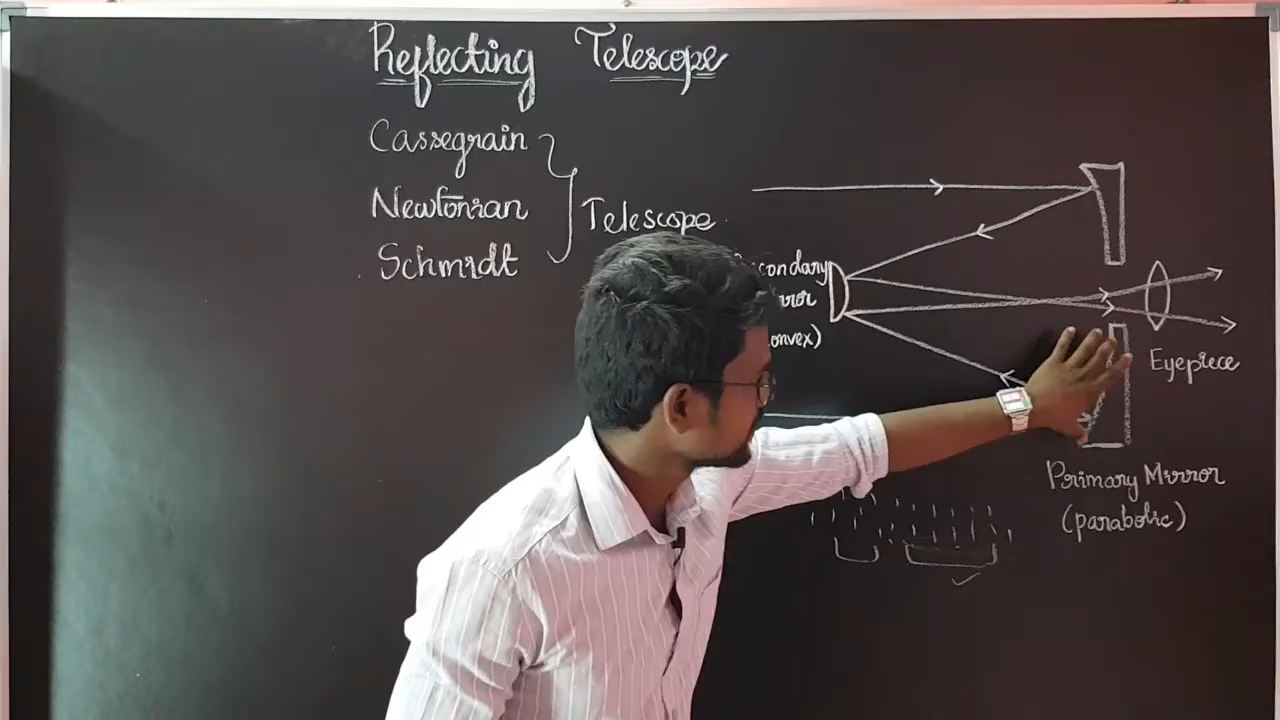 Reflecting Telescope
Cassegrain
Newtonian
Schmidt
Telescope
Eyepiece
Primary Mirror
(parabolic)